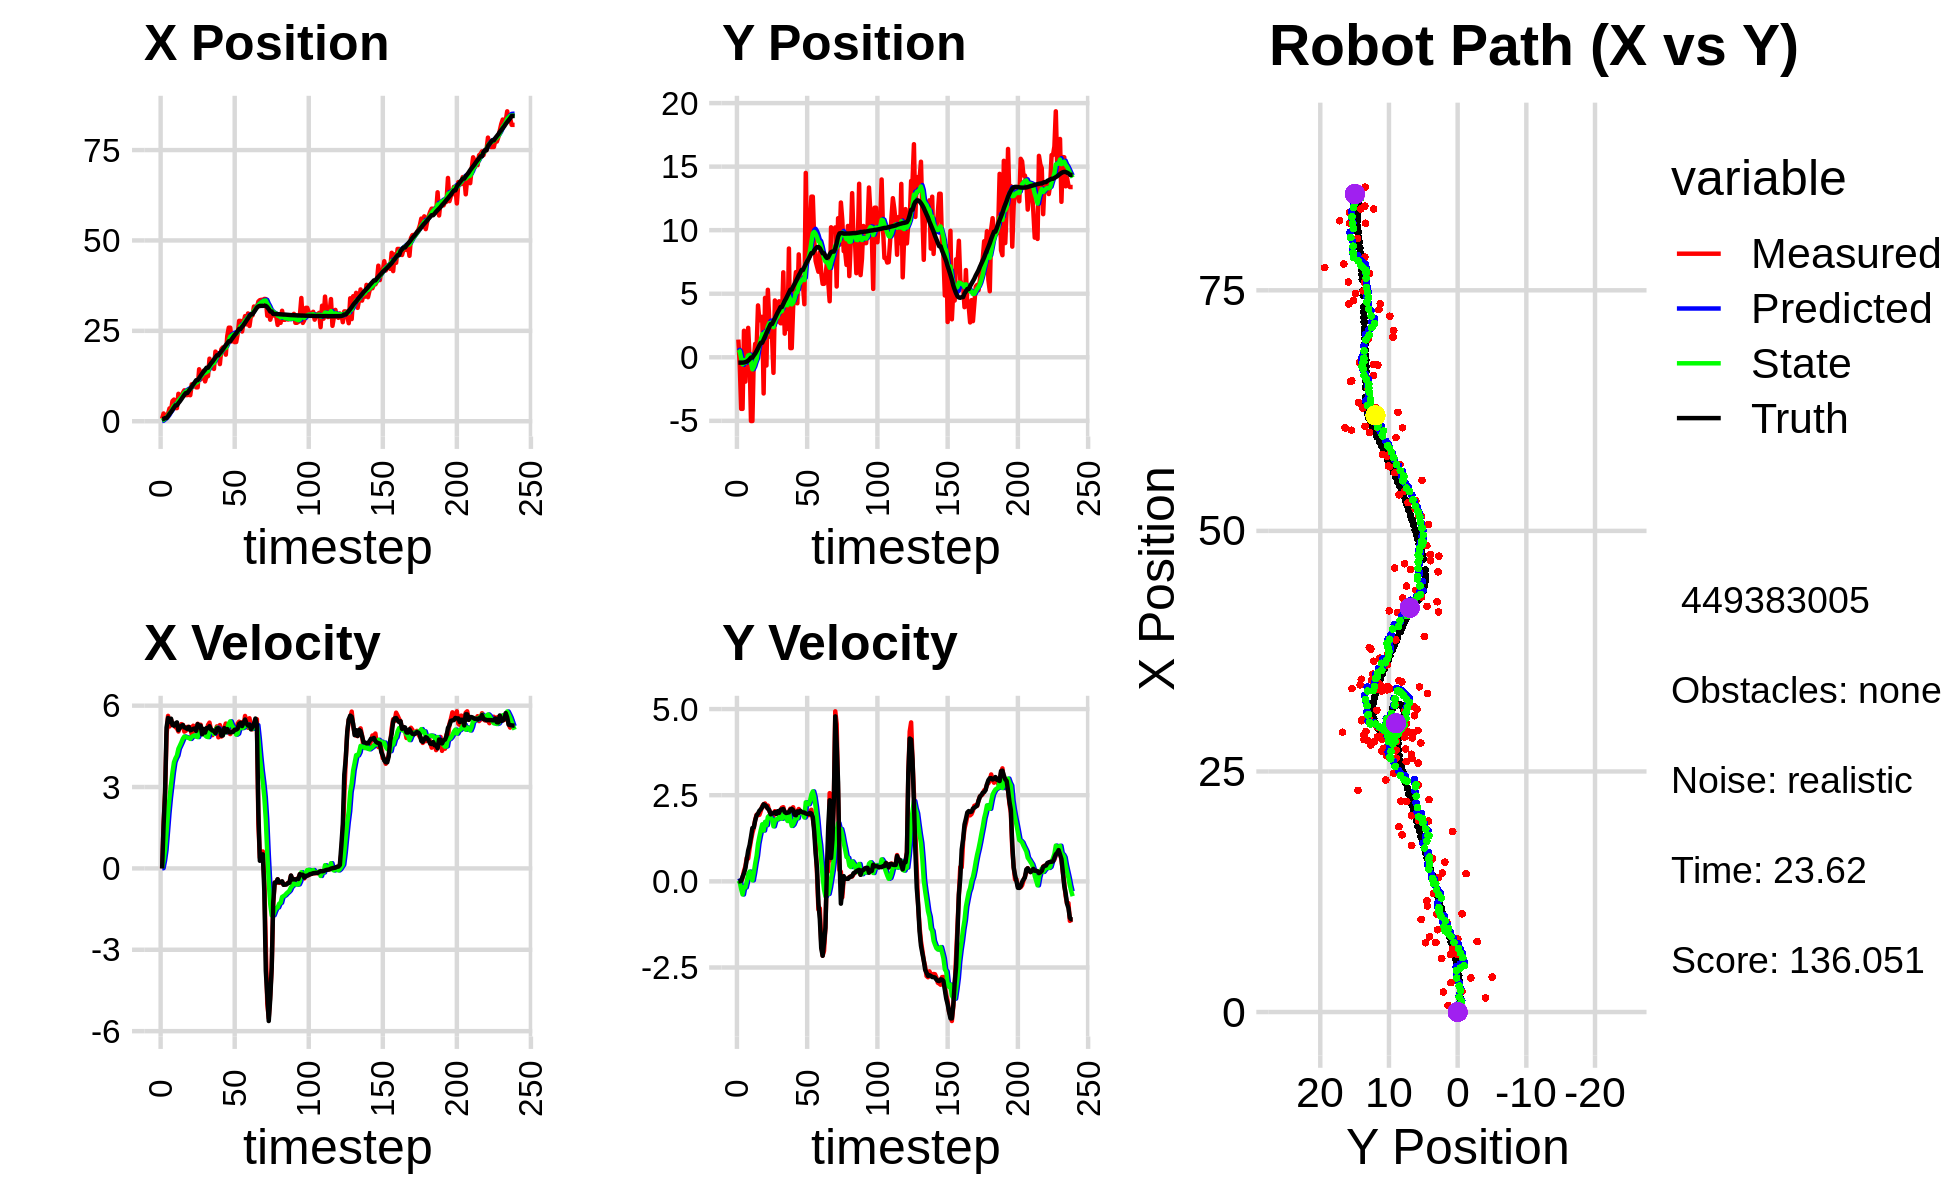 X Position
75
50
25
0
0 50 100 150 200 250
timestep
Y Position
20
15
10
5
0
-5
0 50 100 150 200 250
timestep
X Velocity
6
3
0
-3
-6
0 50 100 150 200 250
timestep
Y Velocity
5.0
2.5
0.0
-2.5
0 50 100 150 200 250
timestep
Robot Path (X vs Y)
X Position
75
50
25
0
20 10 0 -10 -20
Y Position
variable
Measured
Predicted
State
Truth
449383005
Obstacles: none
Noise: realistic
Time: 23.62
Score: 136.051